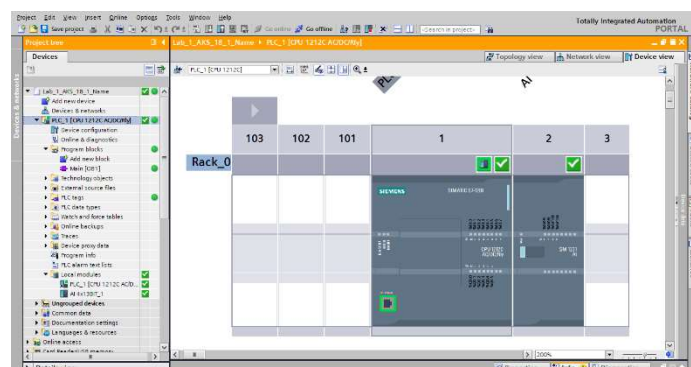 Project Edit View Insert Online Options Tools Window Help
Totally Integrated Automation
PORTAL
Save project
Go online Go offline
<Search in project>
Project tree
Lab_1_AKS_18_1_Name ▸ PLC_1 [CPU 1212C AC/DC/Rly]
Devices
Topology view Network view Device view
PLC_1 [CPU 1212C]
Lab_1_AKS_18_1_Name
Add new device
Devices & networks
PLC_1 [CPU 1212C AC/DC/Rly]
Device configuration
Online & diagnostics
Program blocks
Add new block
Main [OB1]
Technology objects
External source files
PLC tags
PLC data types
Watch and force tables
Online backups
Traces
Device proxy data
Program info
PLC alarm text lists
Local modules
PLC_1 [CPU 1212C AC/D...
AI 4x13BIT_1
Ungrouped devices
Common data
Documentation settings
Languages & resources
Online access
103 102 101 1 2 3
Rack_0
SIEMENS SIMATIC S7-1200
CPU 1212C
AC/DC/Rly
SM 1231
AI
200%